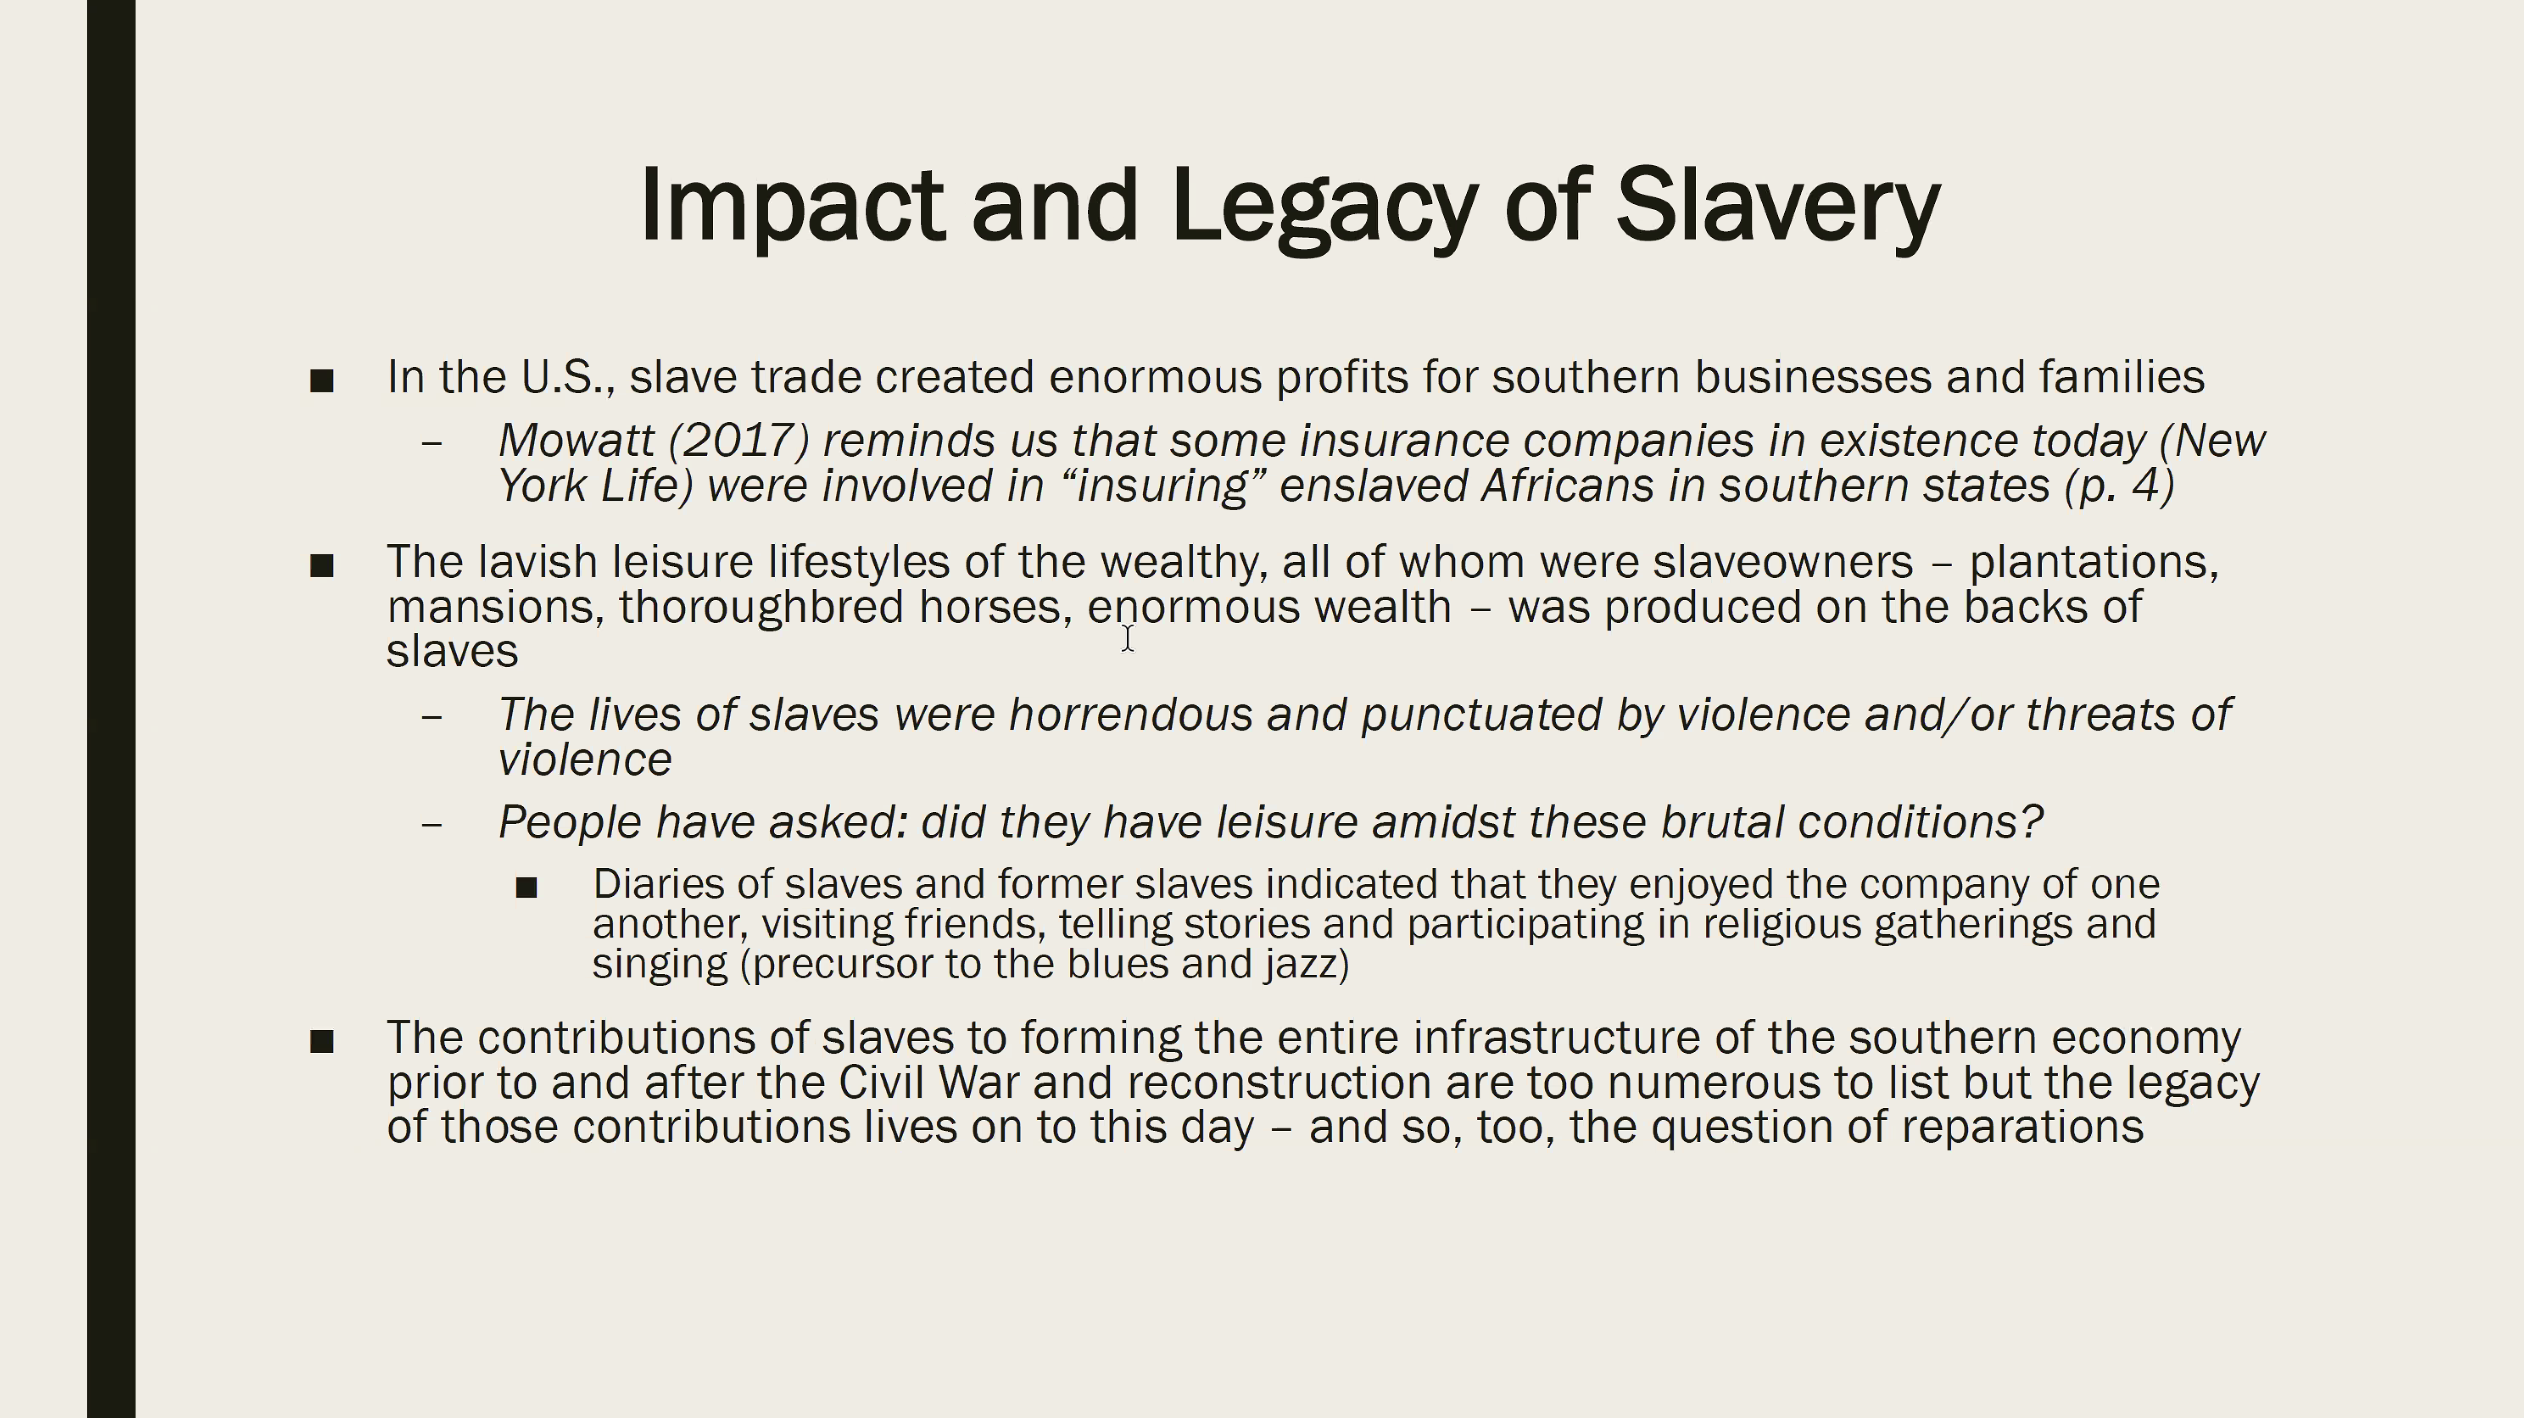 Impact and Legacy of Slavery
■ In the U.S., slave trade created enormous profits for southern businesses and families
– Mowatt (2017) reminds us that some insurance companies in existence today (New
York Life) were involved in “insuring” enslaved Africans in southern states (p. 4)
■ The lavish leisure lifestyles of the wealthy, all of whom were slaveowners – plantations,
mansions, thoroughbred horses, enormous wealth – was produced on the backs of
slaves
– The lives of slaves were horrendous and punctuated by violence and/or threats of
violence
– People have asked: did they have leisure amidst these brutal conditions?
■ Diaries of slaves and former slaves indicated that they enjoyed the company of one
another, visiting friends, telling stories and participating in religious gatherings and
singing (precursor to the blues and jazz)
■ The contributions of slaves to forming the entire infrastructure of the southern economy
prior to and after the Civil War and reconstruction are too numerous to list but the legacy
of those contributions lives on to this day – and so, too, the question of reparations